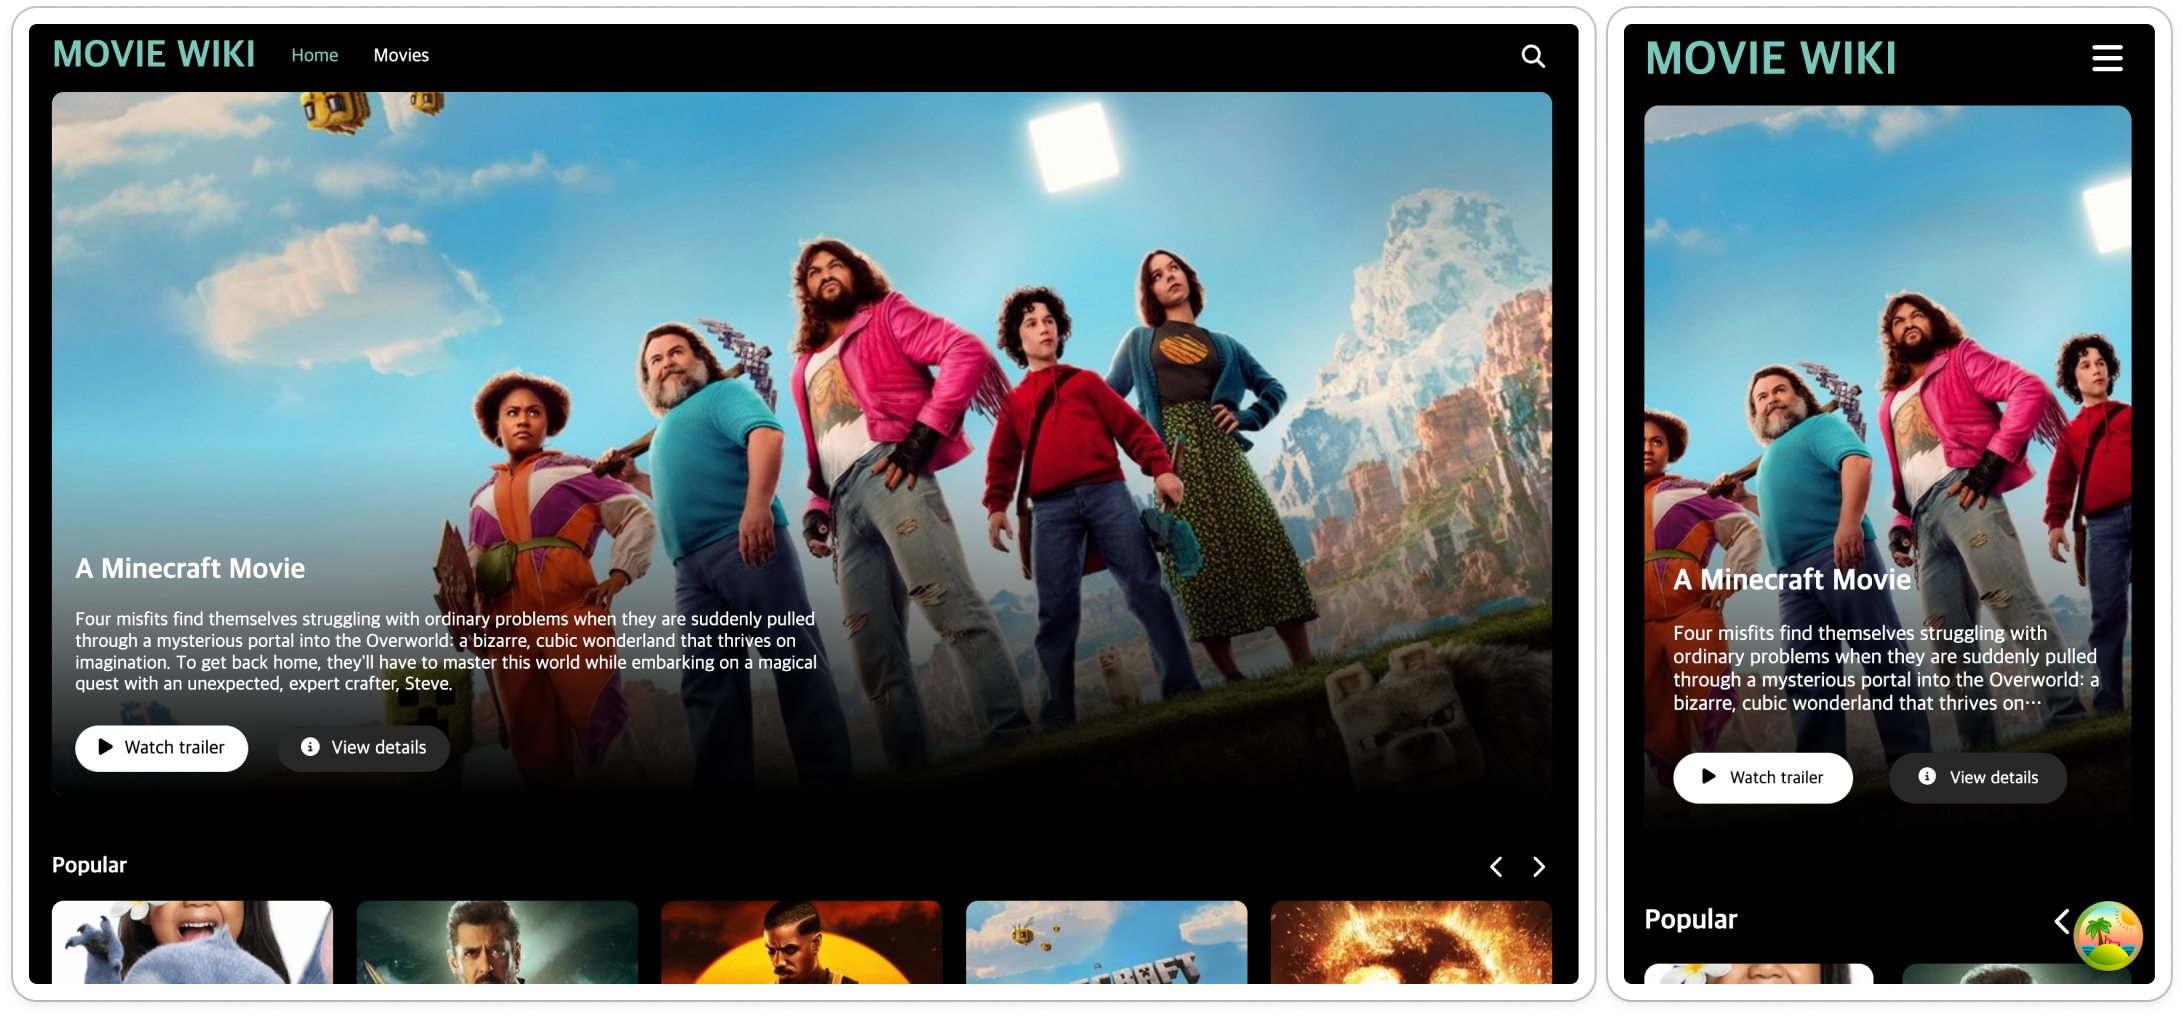 MOVIE WIKI
Home
Movies
A Minecraft Movie
Four misfits find themselves struggling with ordinary problems when they are suddenly pulled
through a mysterious portal into the Overworld: a bizarre, cubic wonderland that thrives on
imagination. To get back home, they'll have to master this world while embarking on a magical
quest with an unexpected, expert crafter, Steve.
Watch trailer
View details
Popular
MOVIE WIKI
A Minecraft Movie
Four misfits find themselves struggling with
ordinary problems when they are suddenly pulled
through a mysterious portal into the Overworld: a
bizarre, cubic wonderland that thrives on…
Watch trailer
View details
Popular